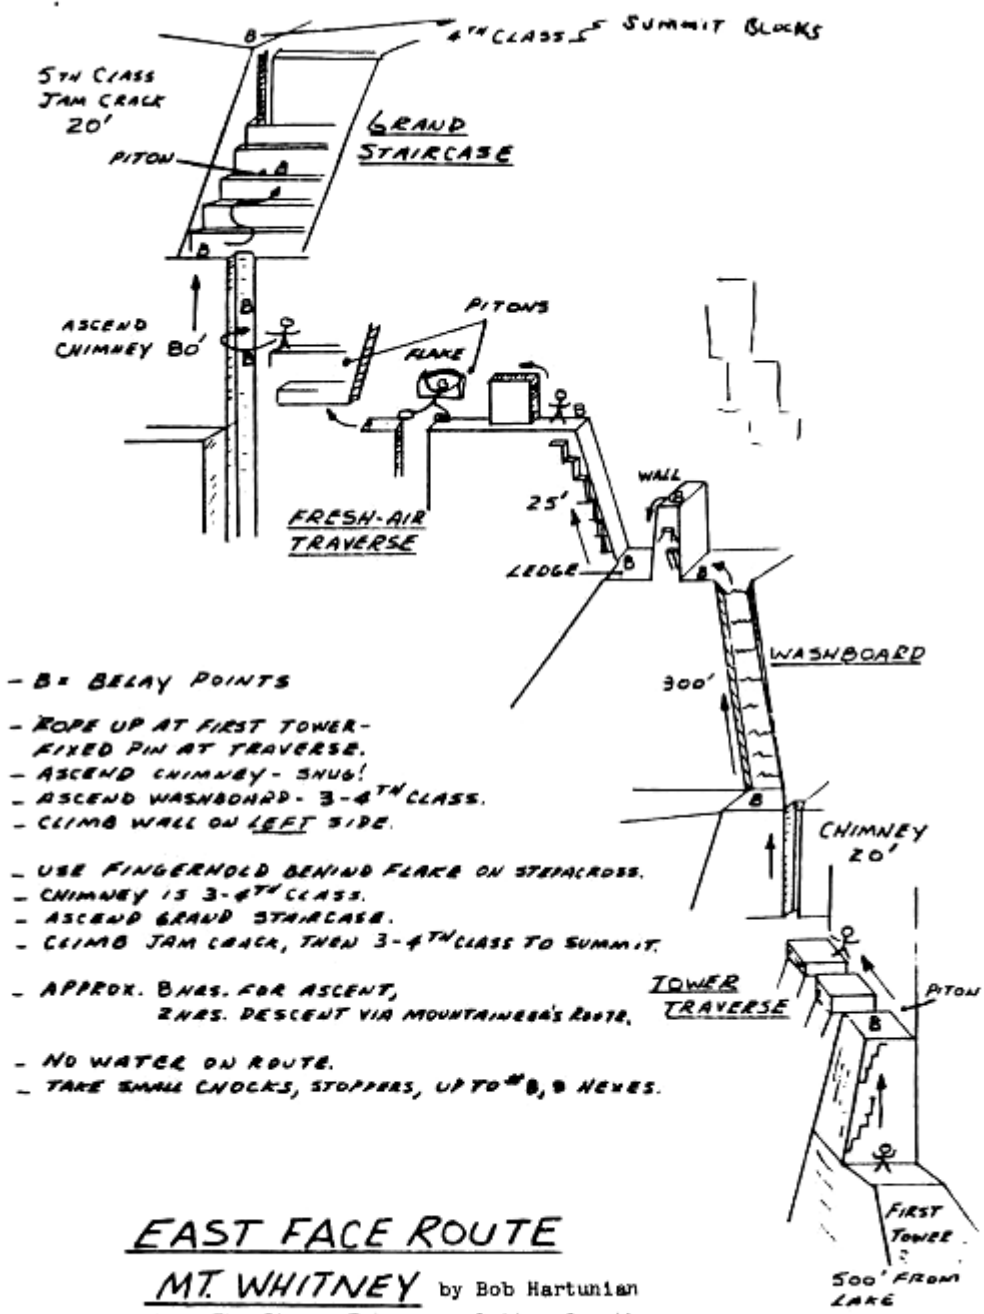 4TH CLASS SUMMIT BLOCKS
B
5TH CLASS
JAM CRACK
20'
GRAND
STAIRCASE
PITON
B
B
ASCEND
CHIMNEY 80'
B
B
PITONS
FLAKE
B
B
FRESH-AIR
TRAVERSE
25'
WALL
B
LEDGE
B
B
WASHBOARD
300'
B
CHIMNEY
20'
TOWER
TRAVERSE
PITON
B
FIRST
TOWER
500' FROM
LAKE
- B = BELAY POINTS
- ROPE UP AT FIRST TOWER-
FIXED PIN AT TRAVERSE.
- ASCEND CHIMNEY - SNUG!
- ASCEND WASHBOARD - 3-4TH CLASS.
- CLIMB WALL ON LEFT SIDE.
- USE FINGERHOLD BEHIND FLAKE ON STEPACROSS.
- CHIMNEY IS 3-4TH CLASS.
- ASCEND GRAND STAIRCASE.
- CLIMB JAM CRACK, THEN 3-4TH CLASS TO SUMMIT.
- APPROX. 8 HRS. FOR ASCENT,
2 HRS. DESCENT VIA MOUNTAINEER'S ROUTE.
- NO WATER ON ROUTE.
- TAKE SMALL CHOCKS, STOPPERS, UP TO #8, 9 HEXES.
EAST FACE ROUTE
MT. WHITNEY by Bob Hartunian